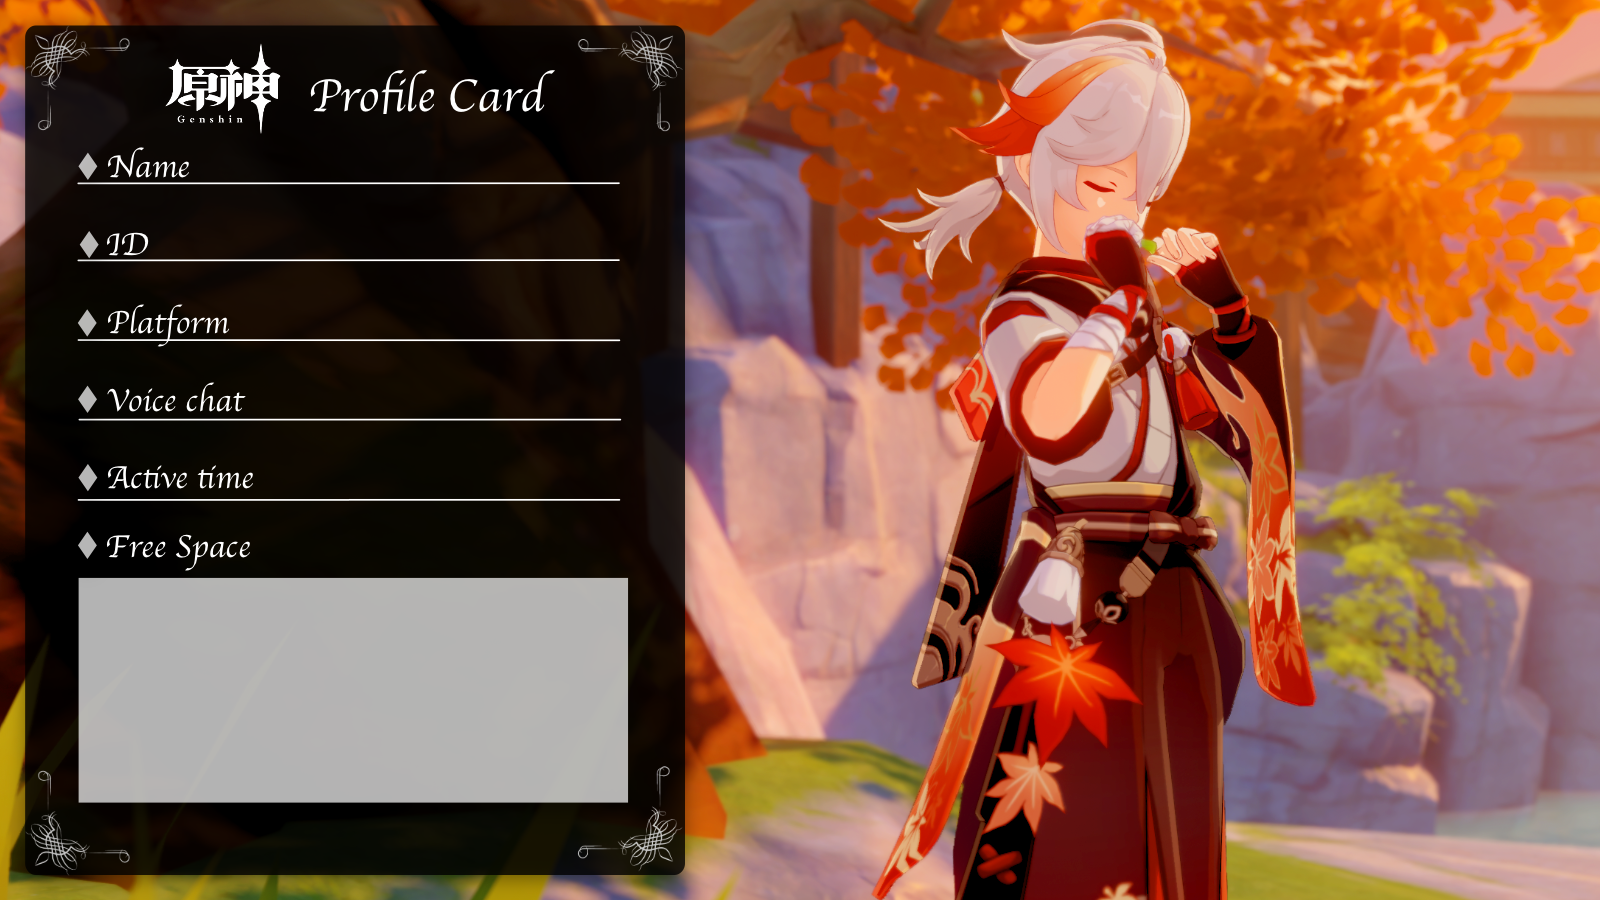 原神
Genshin
Profile Card
Name
ID
Platform
Voice chat
Active time
Free Space